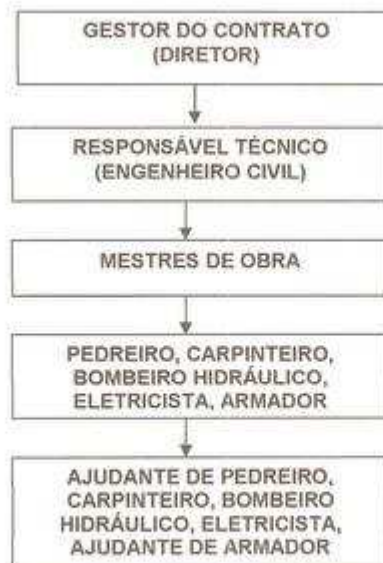 GESTOR DO CONTRATO
(DIRETOR)
RESPONSÁVEL TÉCNICO
(ENGENHEIRO CIVIL)
MESTRES DE OBRA
PEDREIRO, CARPINTEIRO,
BOMBEIRO HIDRÁULICO,
ELETRICISTA, ARMADOR
AJUDANTE DE PEDREIRO,
CARPINTEIRO, BOMBEIRO
HIDRÁULICO, ELETRICISTA,
AJUDANTE DE ARMADOR